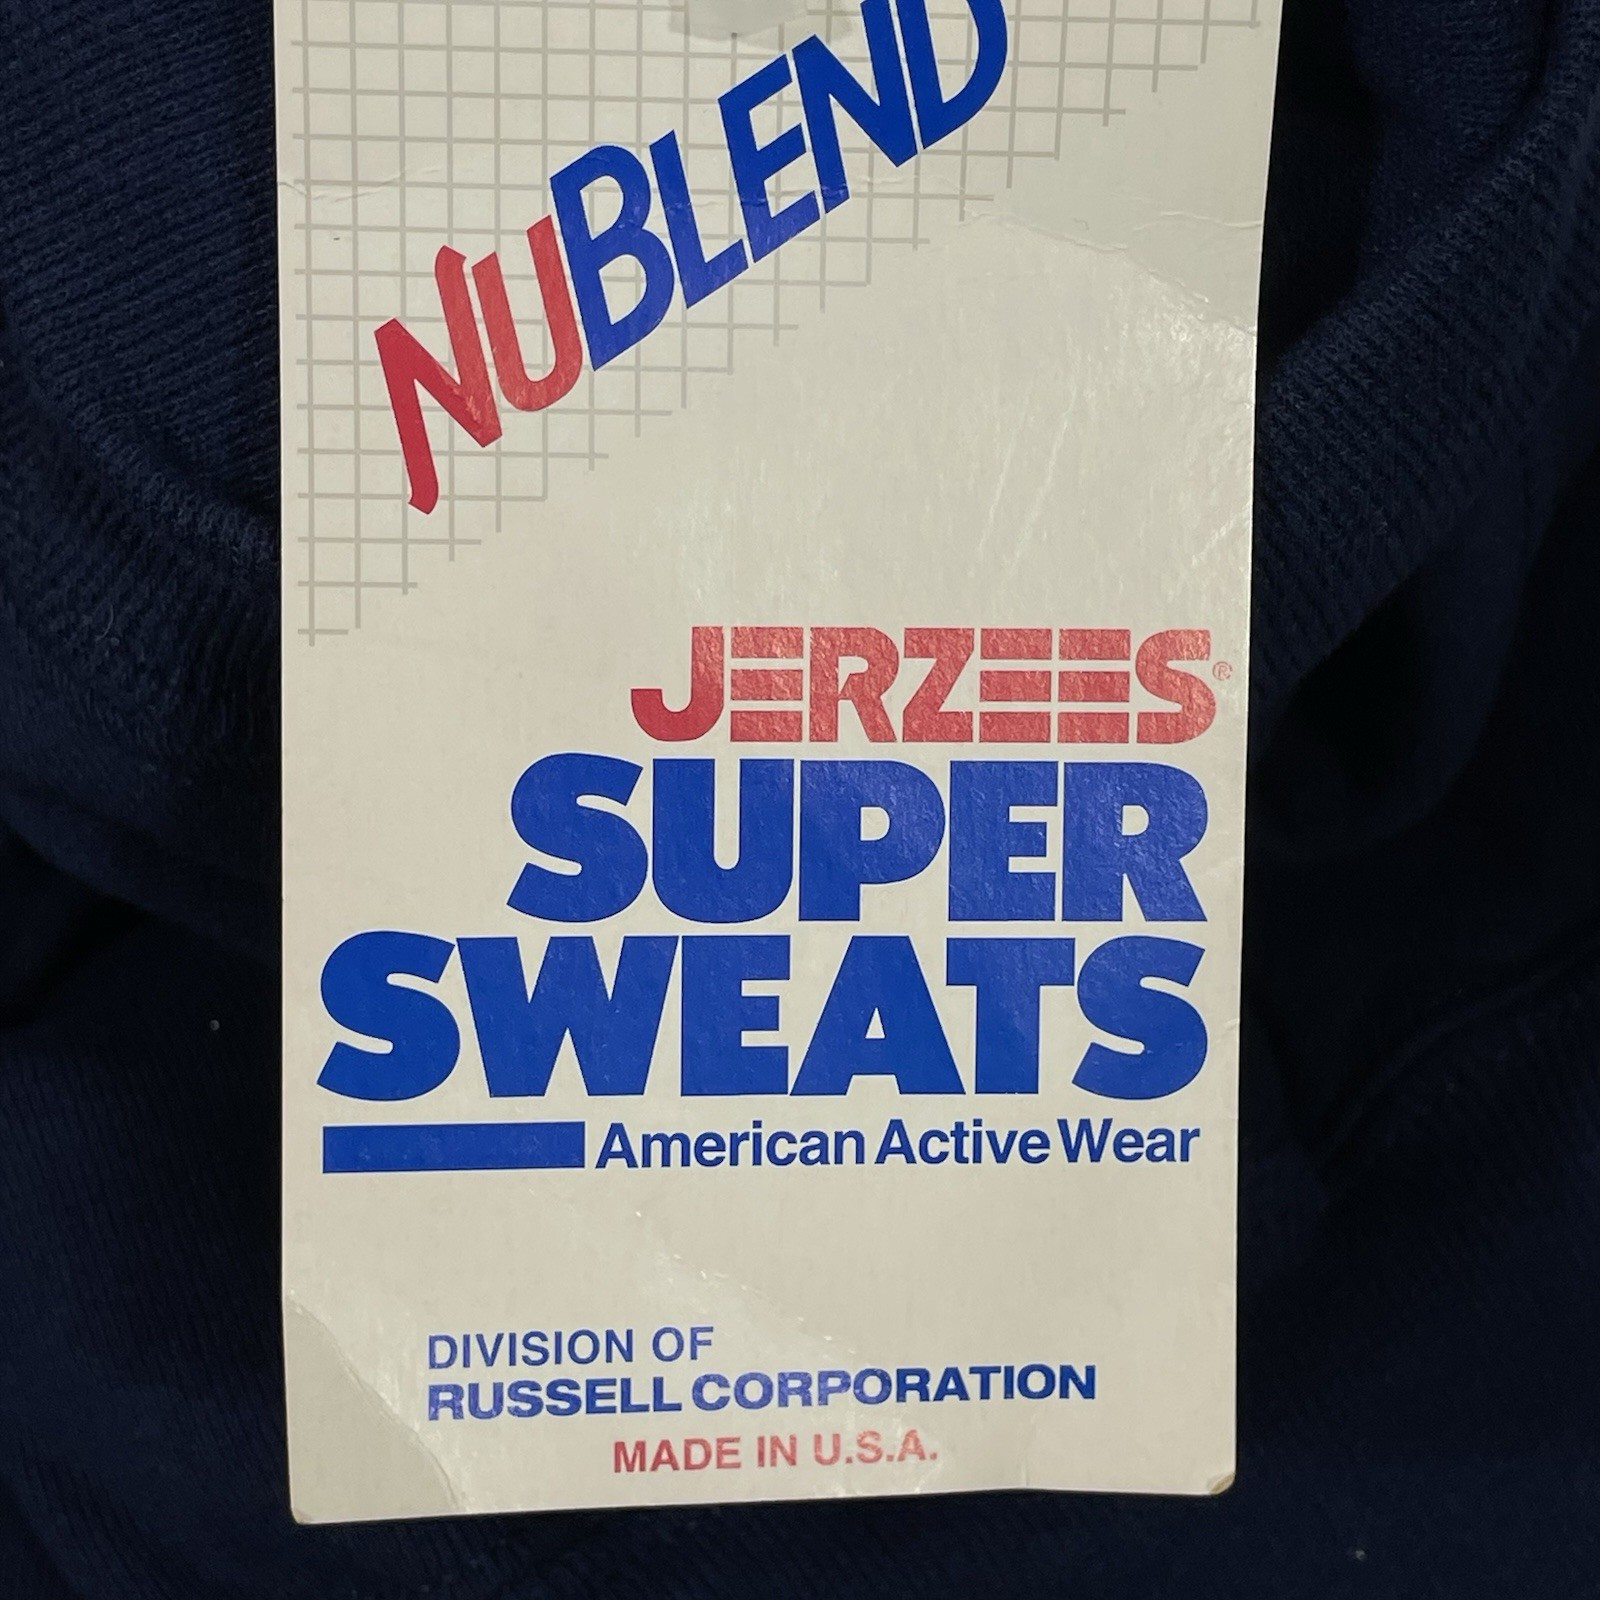 NUBLEND
JERZEES®
SUPER
SWEATS
American Active Wear
DIVISION OF
RUSSELL CORPORATION
MADE IN U.S.A.